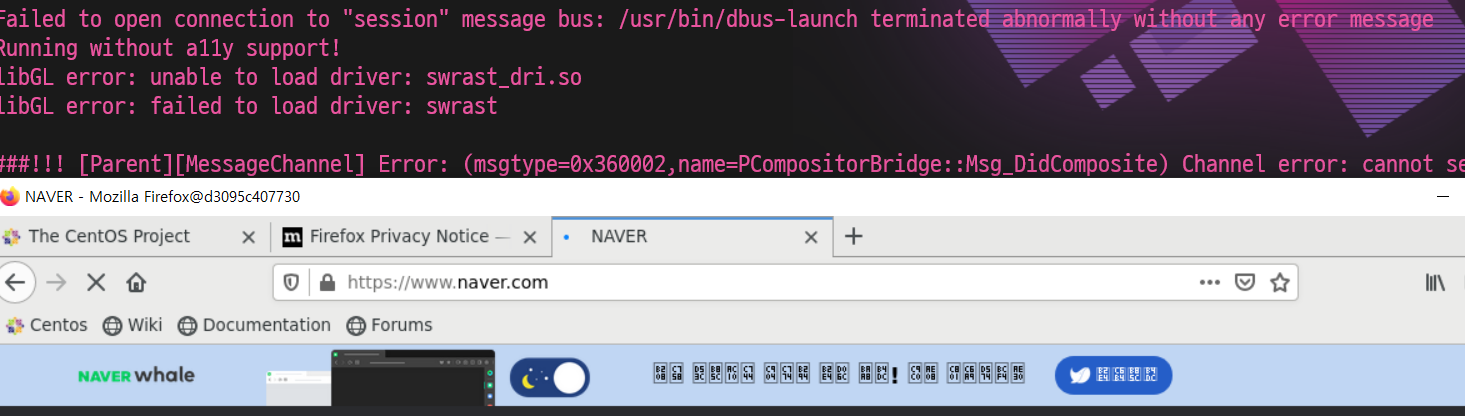 Failed to open connection to "session" message bus: /usr/bin/dbus-launch terminated abnormally without any error message
Running without a11y support!
libGL error: unable to load driver: swrast_dri.so
libGL error: failed to load driver: swrast
###!!! [Parent][MessageChannel] Error: (msgtype=0x360002,name=PCompositorBridge::Msg_DidComposite) Channel error: cannot se
NAVER - Mozilla Firefox@d3095c407730
The CentOS Project
Firefox Privacy Notice —
NAVER
https://www.naver.com
Centos Wiki Documentation Forums
NAVER whale